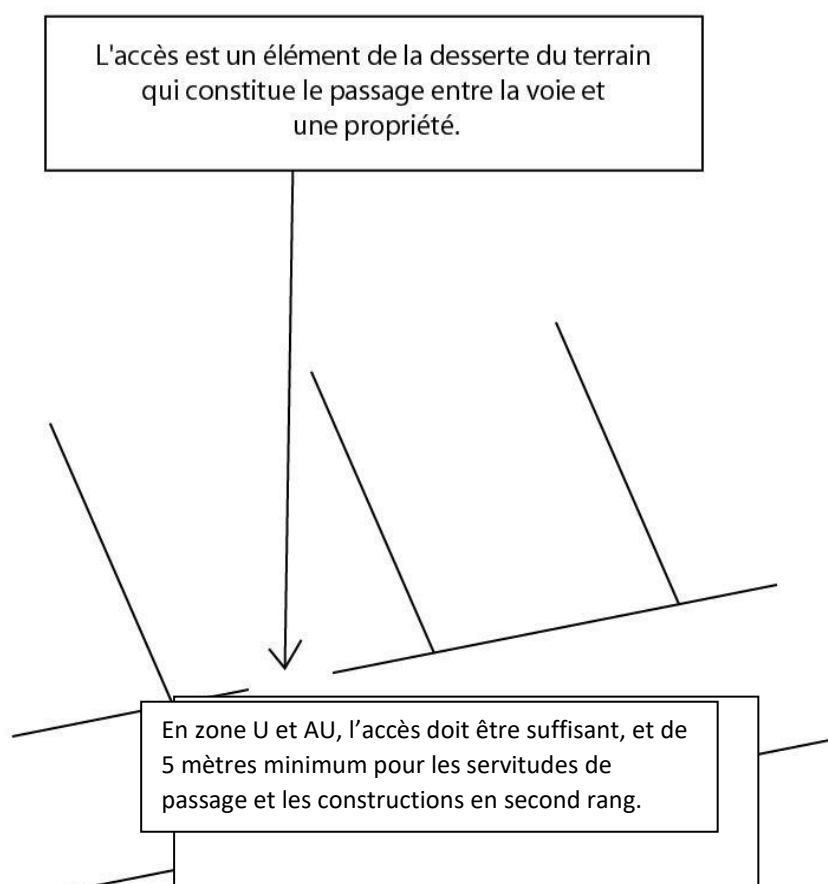 L'accès est un élément de la desserte du terrain
qui constitue le passage entre la voie et
une propriété.
En zone U et AU, l’accès doit être suffisant, et de
5 mètres minimum pour les servitudes de
passage et les constructions en second rang.